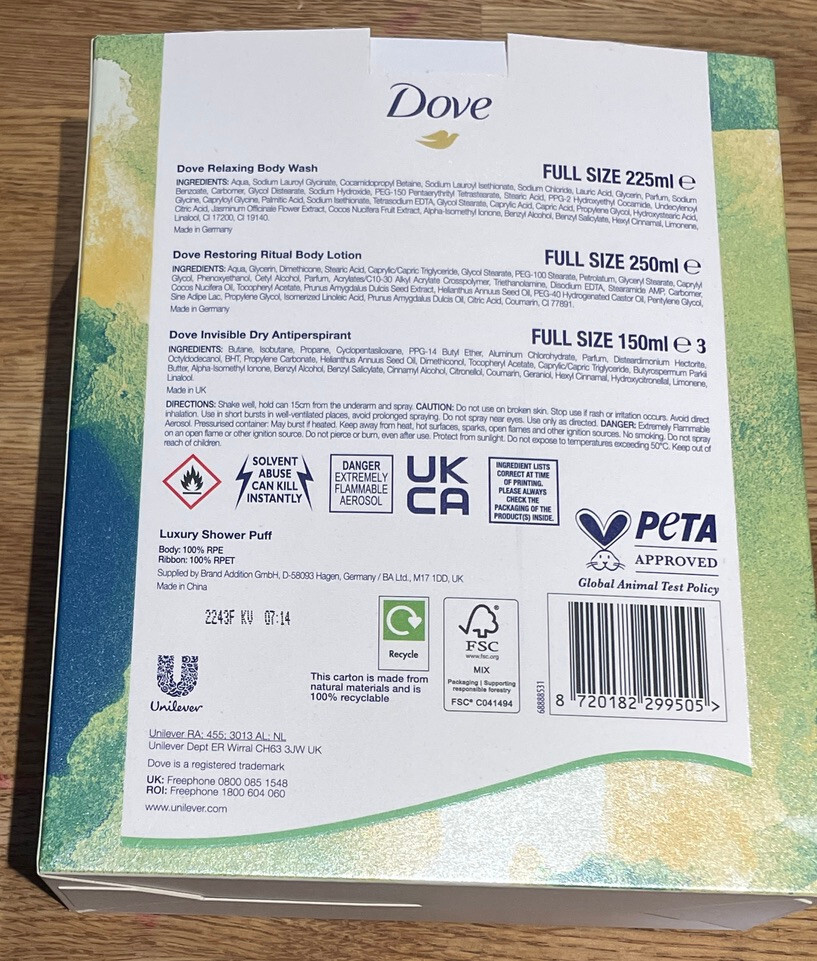 Dove
Dove Relaxing Body Wash
FULL SIZE 225ml ℮
INGREDIENTS: Aqua, Sodium Lauroyl Glycinate, Cocamidopropyl Betaine, Sodium Lauroyl Isethionate, Sodium Chloride, Lauric Acid, Glycerin, Parfum, Sodium
Benzoate, Carbomer, Glycol Distearate, Sodium Hydroxide, PEG-150 Pentaerythrityl Tetrastearate, Stearic Acid, PPG-2 Hydroxyethyl Cocamide, Undecylenoyl
Glycine, Capryloyl Glycine, Palmitic Acid, Sodium Isethionate, Tetrasodium EDTA, Glycol Stearate, Caprylic Acid, Capric Acid, Propylene Glycol, Hydroxystearic Acid,
Citric Acid, Jasminum Officinale Flower Extract, Cocos Nucifera Fruit Extract, Alpha-Isomethyl Ionone, Benzyl Alcohol, Benzyl Salicylate, Hexyl Cinnamal, Limonene,
Linalool, CI 17200, CI 19140.
Made in Germany
Dove Restoring Ritual Body Lotion
FULL SIZE 250ml ℮
INGREDIENTS: Aqua, Glycerin, Dimethicone, Stearic Acid, Caprylic/Capric Triglyceride, Glycol Stearate, PEG-100 Stearate, Petrolatum, Glyceryl Stearate, Caprylyl
Glycol, Phenoxyethanol, Cetyl Alcohol, Parfum, Acrylates/C10-30 Alkyl Acrylate Crosspolymer, Triethanolamine, Disodium EDTA, Stearamide AMP, Carbomer,
Cocos Nucifera Oil, Tocopheryl Acetate, Prunus Amygdalus Dulcis Seed Extract, Helianthus Annuus Seed Oil, PEG-40 Hydrogenated Castor Oil, Pentylene Glycol,
Sine Adipe Lac, Propylene Glycol, Isomerized Linoleic Acid, Prunus Amygdalus Dulcis Oil, Citric Acid, Coumarin, CI 77891.
Made in Germany
Dove Invisible Dry Antiperspirant
FULL SIZE 150ml ℮ 3
INGREDIENTS: Butane, Isobutane, Propane, Cyclopentasiloxane, PPG-14 Butyl Ether, Aluminum Chlorohydrate, Parfum, Disteardimonium Hectorite,
Octyldodecanol, BHT, Propylene Carbonate, Helianthus Annuus Seed Oil, Dimethiconol, Tocopheryl Acetate, Caprylic/Capric Triglyceride, Butyrospermum Parkii
Butter, Alpha-Isomethyl Ionone, Benzyl Alcohol, Benzyl Salicylate, Cinnamyl Alcohol, Citronellol, Coumarin, Geraniol, Hexyl Cinnamal, Hydroxycitronellal, Limonene,
Linalool.
Made in UK
DIRECTIONS: Shake well, hold can 15cm from the underarm and spray. CAUTION: Do not use on broken skin. Stop use if rash or irritation occurs. Avoid direct
inhalation. Use in short bursts in well-ventilated places, avoid prolonged spraying. Do not spray near eyes. Use only as directed. DANGER: Extremely Flammable
Aerosol. Pressurised container: May burst if heated. Keep away from heat, hot surfaces, sparks, open flames and other ignition sources. No smoking. Do not spray
on an open flame or other ignition source. Do not pierce or burn, even after use. Protect from sunlight. Do not expose to temperatures exceeding 50°C. Keep out of
reach of children.
SOLVENT
ABUSE
CAN KILL
INSTANTLY
DANGER
EXTREMELY
FLAMMABLE
AEROSOL
UK
CA
INGREDIENT LISTS
CORRECT AT TIME
OF PRINTING.
PLEASE ALWAYS
CHECK THE
PACKAGING OF THE
PRODUCT(S) INSIDE.
PeTA
APPROVED
Global Animal Test Policy
Luxury Shower Puff
Body: 100% RPE
Ribbon: 100% RPET
Supplied by Brand Addition GmbH, D-58093 Hagen, Germany / BA Ltd., M17 1DD, UK
Made in China
2243F KV 07:14
Recycle
FSC
www.fsc.org
MIX
Packaging | Supporting
responsible forestry
FSC® C041494
This carton is made from
natural materials and is
100% recyclable
68888531
8 720182 299505 >
Unilever
Unilever RA; 455; 3013 AL; NL
Unilever Dept ER Wirral CH63 3JW UK
Dove is a registered trademark
UK: Freephone 0800 085 1548
ROI: Freephone 1800 604 060
www.unilever.com